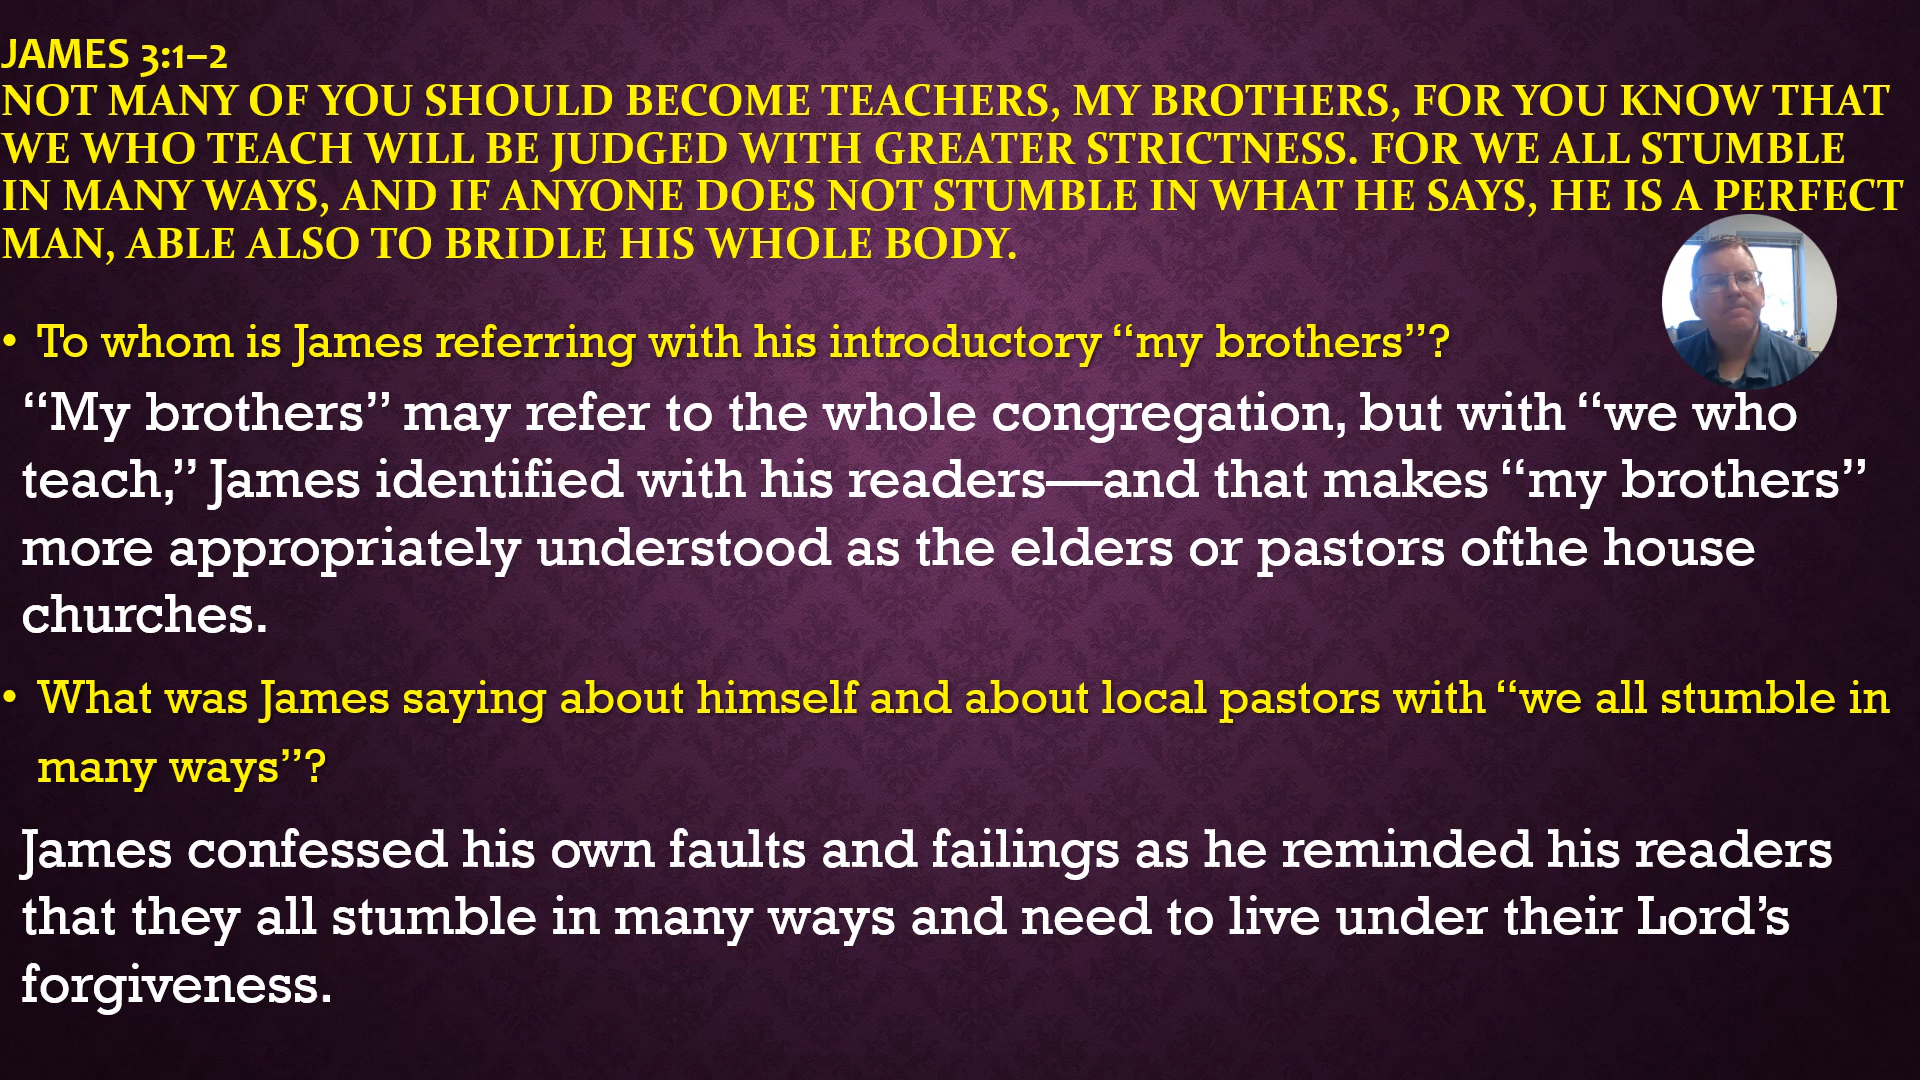 JAMES 3:1–2
NOT MANY OF YOU SHOULD BECOME TEACHERS, MY BROTHERS, FOR YOU KNOW THAT
WE WHO TEACH WILL BE JUDGED WITH GREATER STRICTNESS. FOR WE ALL STUMBLE
IN MANY WAYS, AND IF ANYONE DOES NOT STUMBLE IN WHAT HE SAYS, HE IS A PERFECT
MAN, ABLE ALSO TO BRIDLE HIS WHOLE BODY.
• To whom is James referring with his introductory “my brothers”?
“My brothers” may refer to the whole congregation, but with “we who
teach,” James identified with his readers—and that makes “my brothers”
more appropriately understood as the elders or pastors ofthe house
churches.
• What was James saying about himself and about local pastors with “we all stumble in
many ways”?
James confessed his own faults and failings as he reminded his readers
that they all stumble in many ways and need to live under their Lord’s
forgiveness.